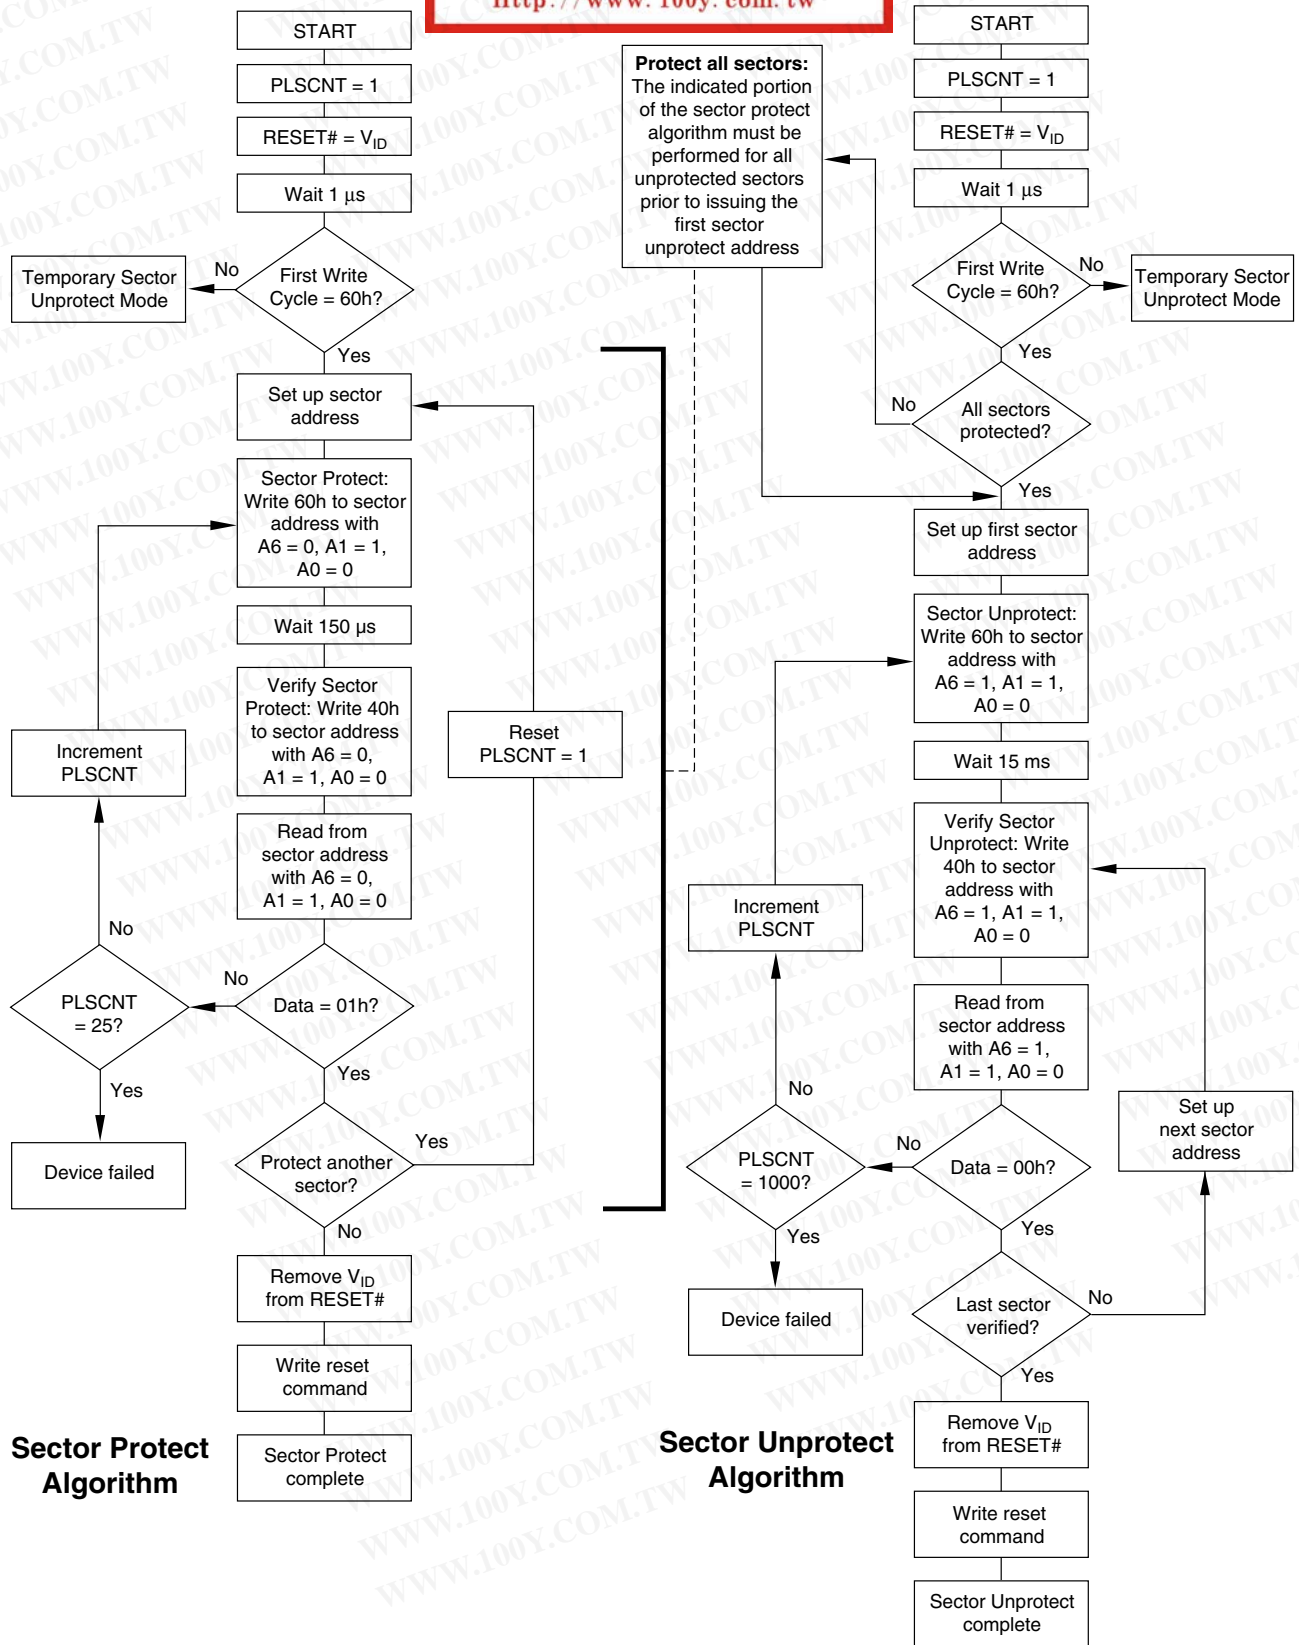 Http://www.100y.com.tw
START
PLSCNT = 1
RESET# = VID
Wait 1 μs
First Write
Cycle = 60h?
No
Temporary Sector
Unprotect Mode
Yes
Set up sector
address
Sector Protect:
Write 60h to sector
address with
A6 = 0, A1 = 1,
A0 = 0
Wait 150 μs
Verify Sector
Protect: Write 40h
to sector address
with A6 = 0,
A1 = 1, A0 = 0
Read from
sector address
with A6 = 0,
A1 = 1, A0 = 0
Data = 01h?
No
PLSCNT
= 25?
No
Increment
PLSCNT
Yes
Device failed
Yes
Protect another
sector?
Yes
Reset
PLSCNT = 1
No
Remove VID
from RESET#
Write reset
command
Sector Protect
complete
Sector Protect
Algorithm
Protect all sectors:
The indicated portion
of the sector protect
algorithm must be
performed for all
unprotected sectors
prior to issuing the
first sector
unprotect address
START
PLSCNT = 1
RESET# = VID
Wait 1 μs
First Write
Cycle = 60h?
No
Temporary Sector
Unprotect Mode
Yes
All sectors
protected?
No
Yes
Set up first sector
address
Sector Unprotect:
Write 60h to sector
address with
A6 = 1, A1 = 1,
A0 = 0
Wait 15 ms
Verify Sector
Unprotect: Write
40h to sector
address with
A6 = 1, A1 = 1,
A0 = 0
Read from
sector address
with A6 = 1,
A1 = 1, A0 = 0
Data = 00h?
No
PLSCNT
= 1000?
No
Increment
PLSCNT
Yes
Device failed
Yes
Last sector
verified?
No
Set up
next sector
address
Yes
Remove VID
from RESET#
Write reset
command
Sector Unprotect
complete
Sector Unprotect
Algorithm
WWW.100Y.COM.TW